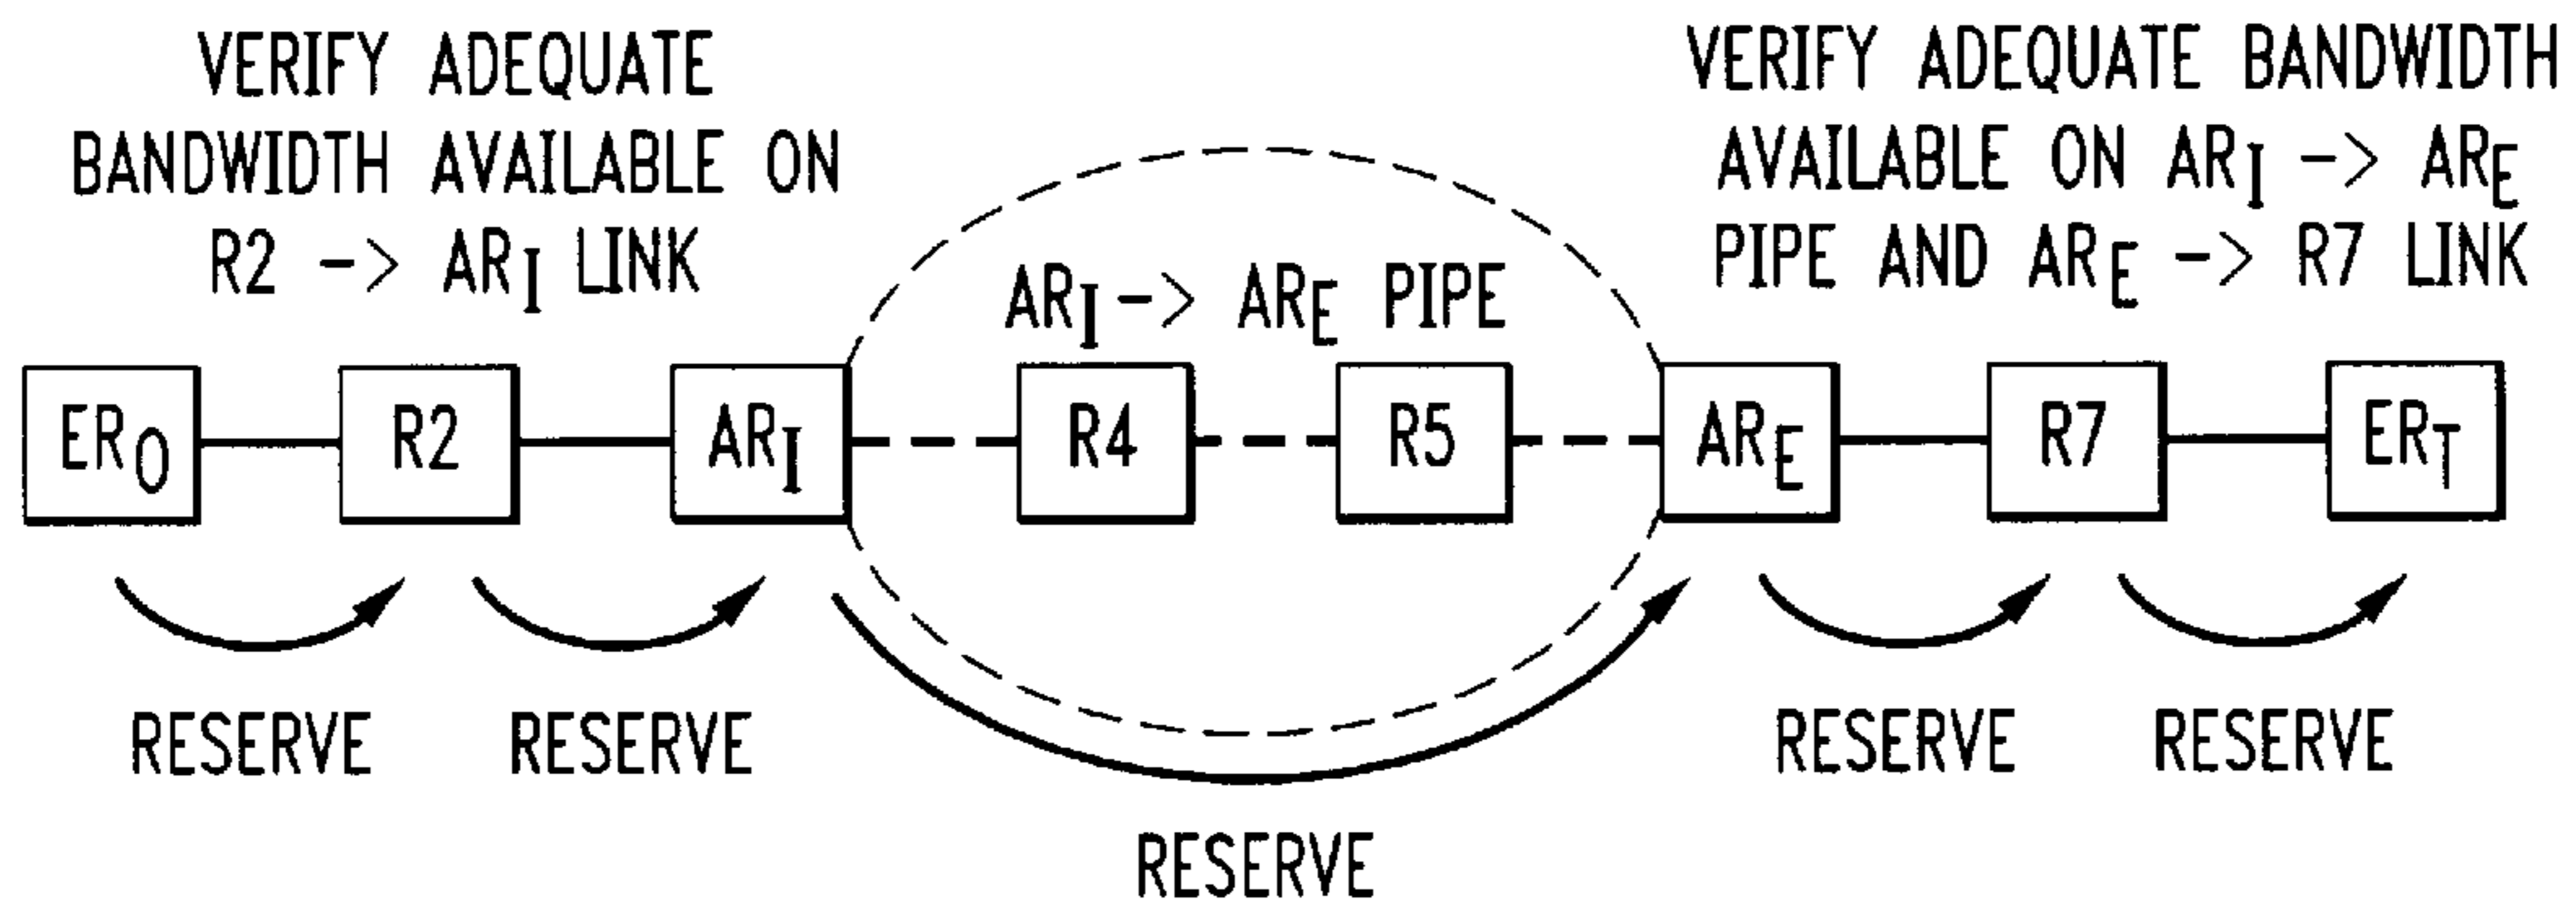 VERIFY ADEQUATE
BANDWIDTH AVAILABLE ON
R2 -> ARI LINK
VERIFY ADEQUATE BANDWIDTH
AVAILABLE ON ARI -> ARE
PIPE AND ARE -> R7 LINK
ARI -> ARE PIPE
ERO
R2
ARI
R4
R5
ARE
R7
ERT
RESERVE
RESERVE
RESERVE
RESERVE
RESERVE